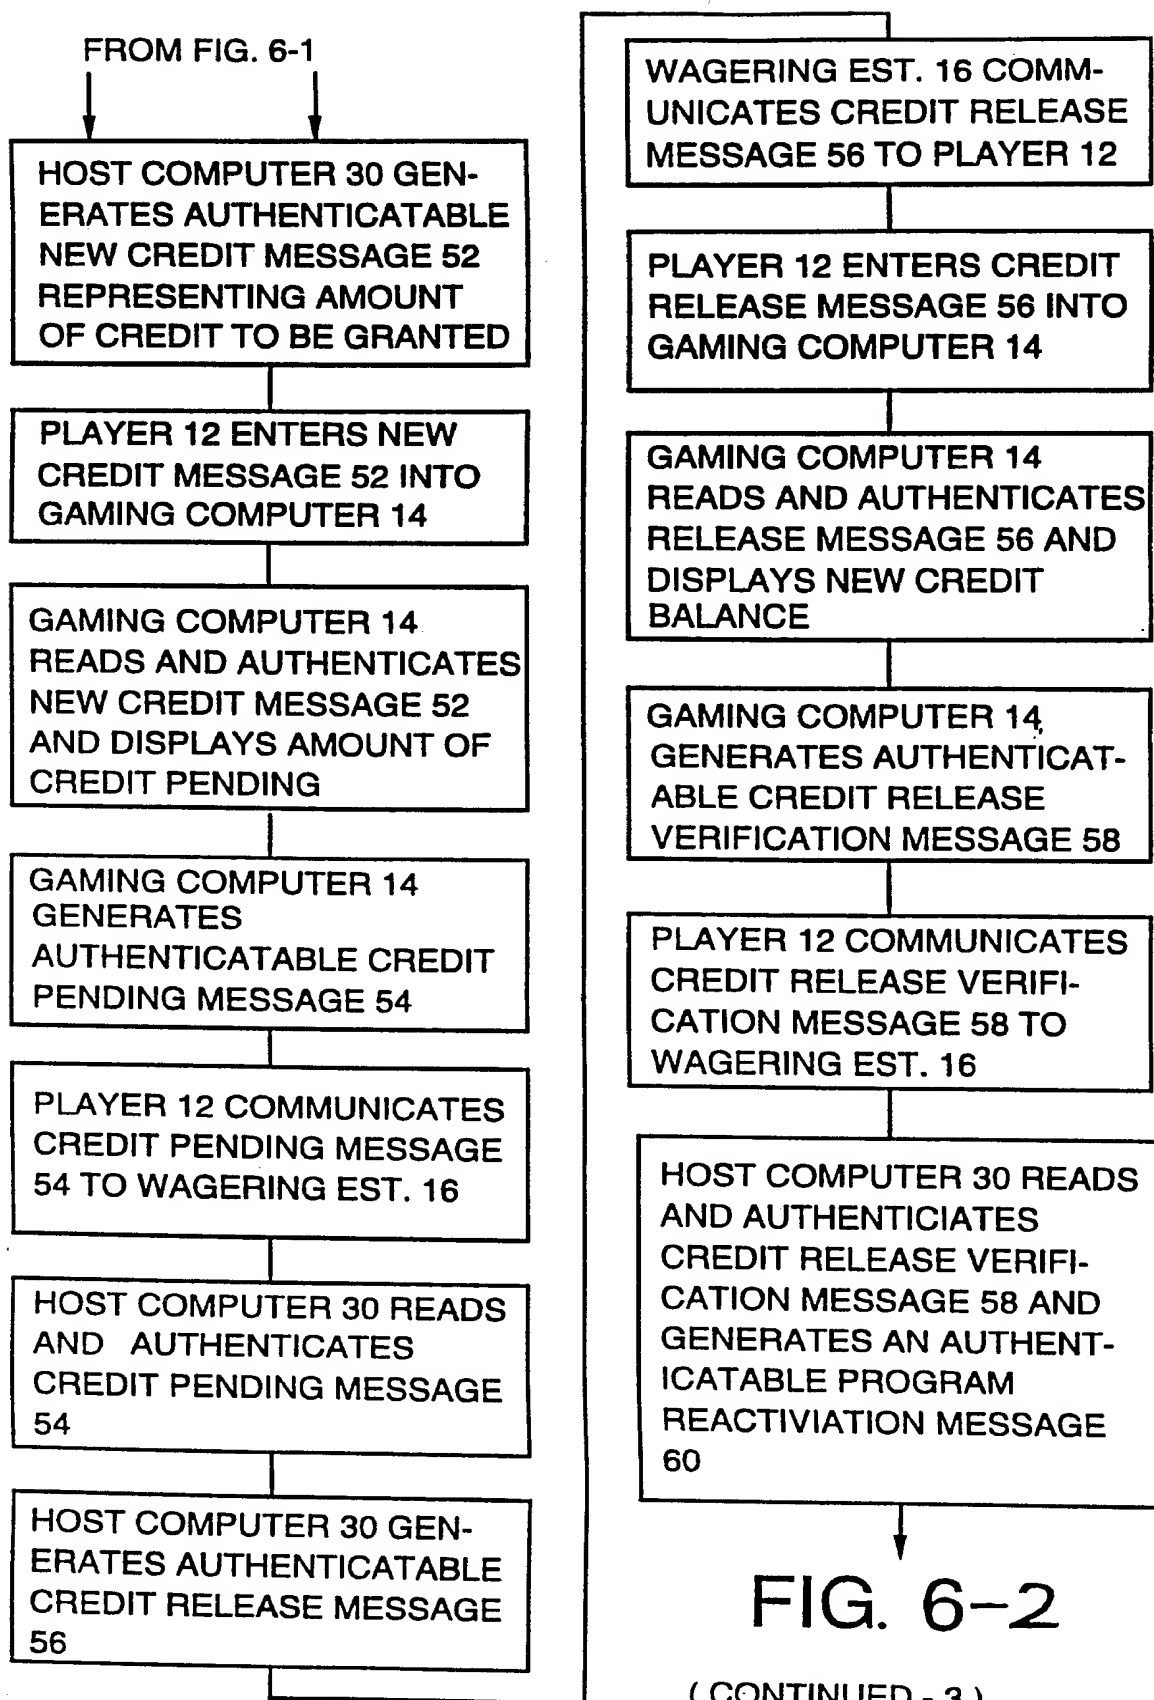 FROM FIG. 6-1
HOST COMPUTER 30 GEN-
ERATES AUTHENTICATABLE
NEW CREDIT MESSAGE 52
REPRESENTING AMOUNT
OF CREDIT TO BE GRANTED
PLAYER 12 ENTERS NEW
CREDIT MESSAGE 52 INTO
GAMING COMPUTER 14
GAMING COMPUTER 14
READS AND AUTHENTICATES
NEW CREDIT MESSAGE 52
AND DISPLAYS AMOUNT OF
CREDIT PENDING
GAMING COMPUTER 14
GENERATES
AUTHENTICATABLE CREDIT
PENDING MESSAGE 54
PLAYER 12 COMMUNICATES
CREDIT PENDING MESSAGE
54 TO WAGERING EST. 16
HOST COMPUTER 30 READS
AND AUTHENTICATES
CREDIT PENDING MESSAGE
54
HOST COMPUTER 30 GEN-
ERATES AUTHENTICATABLE
CREDIT RELEASE MESSAGE
56
WAGERING EST. 16 COMM-
UNICATES CREDIT RELEASE
MESSAGE 56 TO PLAYER 12
PLAYER 12 ENTERS CREDIT
RELEASE MESSAGE 56 INTO
GAMING COMPUTER 14
GAMING COMPUTER 14
READS AND AUTHENTICATES
RELEASE MESSAGE 56 AND
DISPLAYS NEW CREDIT
BALANCE
GAMING COMPUTER 14,
GENERATES AUTHENTICAT-
ABLE CREDIT RELEASE
VERIFICATION MESSAGE 58
PLAYER 12 COMMUNICATES
CREDIT RELEASE VERIFI-
CATION MESSAGE 58 TO
WAGERING EST. 16
HOST COMPUTER 30 READS
AND AUTHENTICIATES
CREDIT RELEASE VERIFI-
CATION MESSAGE 58 AND
GENERATES AN AUTHENT-
ICATABLE PROGRAM
REACTIVIATION MESSAGE
60
FIG. 6-2
( CONTINUED - 3 )